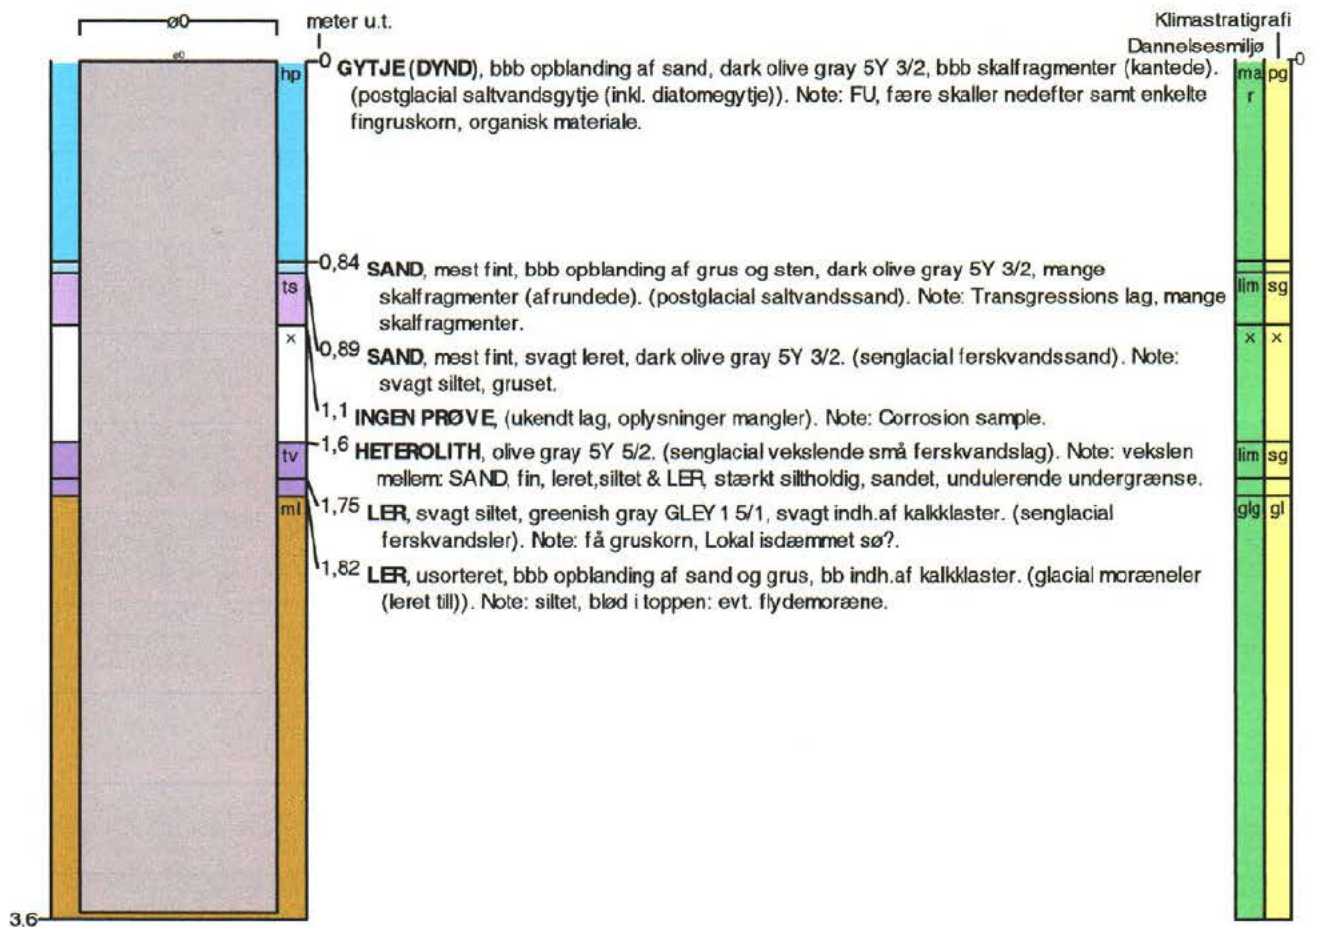 ø0
meter u.t.
Klimastratigrafi
Dannelsesmiljø
ø0
0
0
hp
GYTJE (DYND), bbb opblanding af sand, dark olive gray 5Y 3/2, bbb skalfragmenter (kantede).
(postglacial saltvandsgytje (inkl. diatomegytje)). Note: FU, fære skaller nedefter samt enkelte
fingruskorn, organisk materiale.
ma
r
pg
0,84 SAND, mest fint, bbb opblanding af grus og sten, dark olive gray 5Y 3/2, mange
skalfragmenter (afrundede). (postglacial saltvandssand). Note: Transgressions lag, mange
skalfragmenter.
ts
lim sg
x
x x
0,89 SAND, mest fint, svagt leret, dark olive gray 5Y 3/2. (senglacial ferskvandssand). Note:
svagt siltet, gruset.
1,1 INGEN PRØVE, (ukendt lag, oplysninger mangler). Note: Corrosion sample.
1,6 HETEROLITH, olive gray 5Y 5/2. (senglacial vekslende små ferskvandslag). Note: vekslen
mellem: SAND, fin, leret,siltet & LER, stærkt siltholdig, sandet, undulerende undergrænse.
tv
lim sg
1,75 LER, svagt siltet, greenish gray GLEY 1 5/1, svagt indh.af kalkklaster. (senglacial
ferskvandsler). Note: få gruskorn, Lokal isdæmmet sø?.
ml
glg gl
1,82 LER, usorteret, bbb opblanding af sand og grus, bb indh.af kalkklaster. (glacial moræneler
(leret till)). Note: siltet, blød i toppen: evt. flydemoræne.
3.6